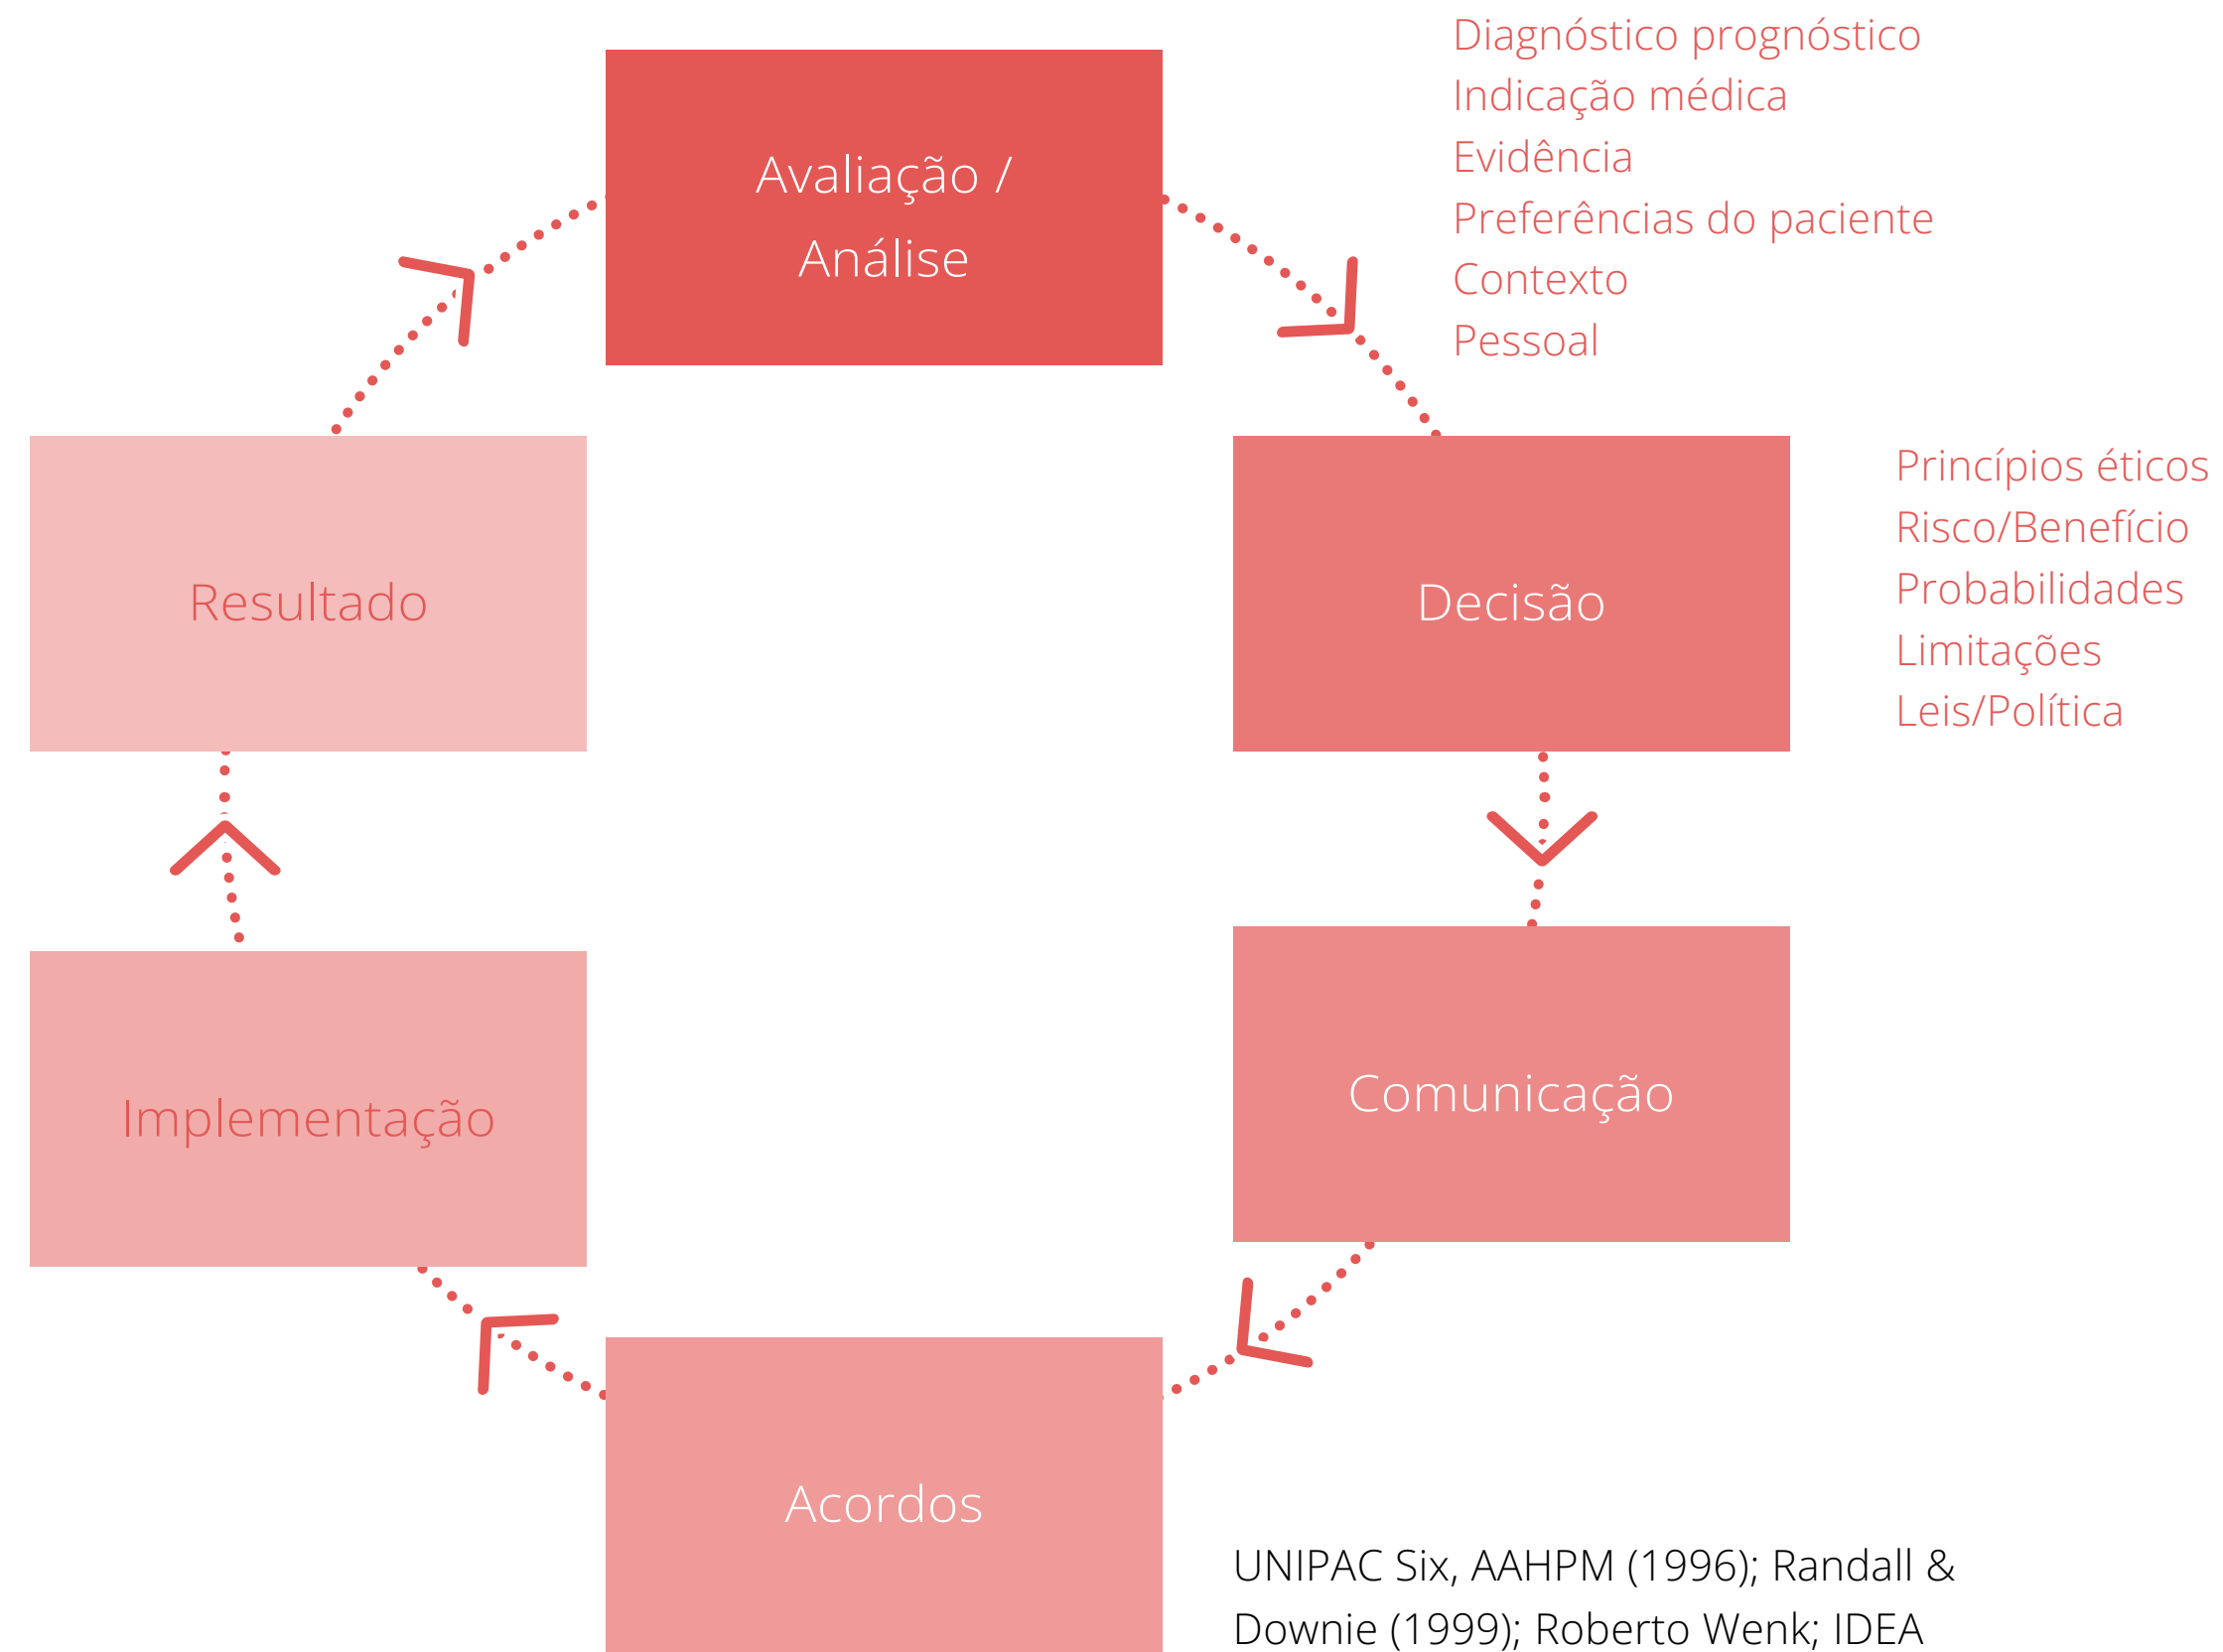 Diagnóstico prognóstico
Indicação médica
Evidência
Preferências do paciente
Contexto
Pessoal
Avaliação /
Análise
Princípios éticos
Risco/Benefício
Probabilidades
Limitações
Leis/Política
Resultado
Decisão
Implementação
Comunicação
Acordos
UNIPAC Six, AAHPM (1996); Randall &
Downie (1999); Roberto Wenk; IDEA